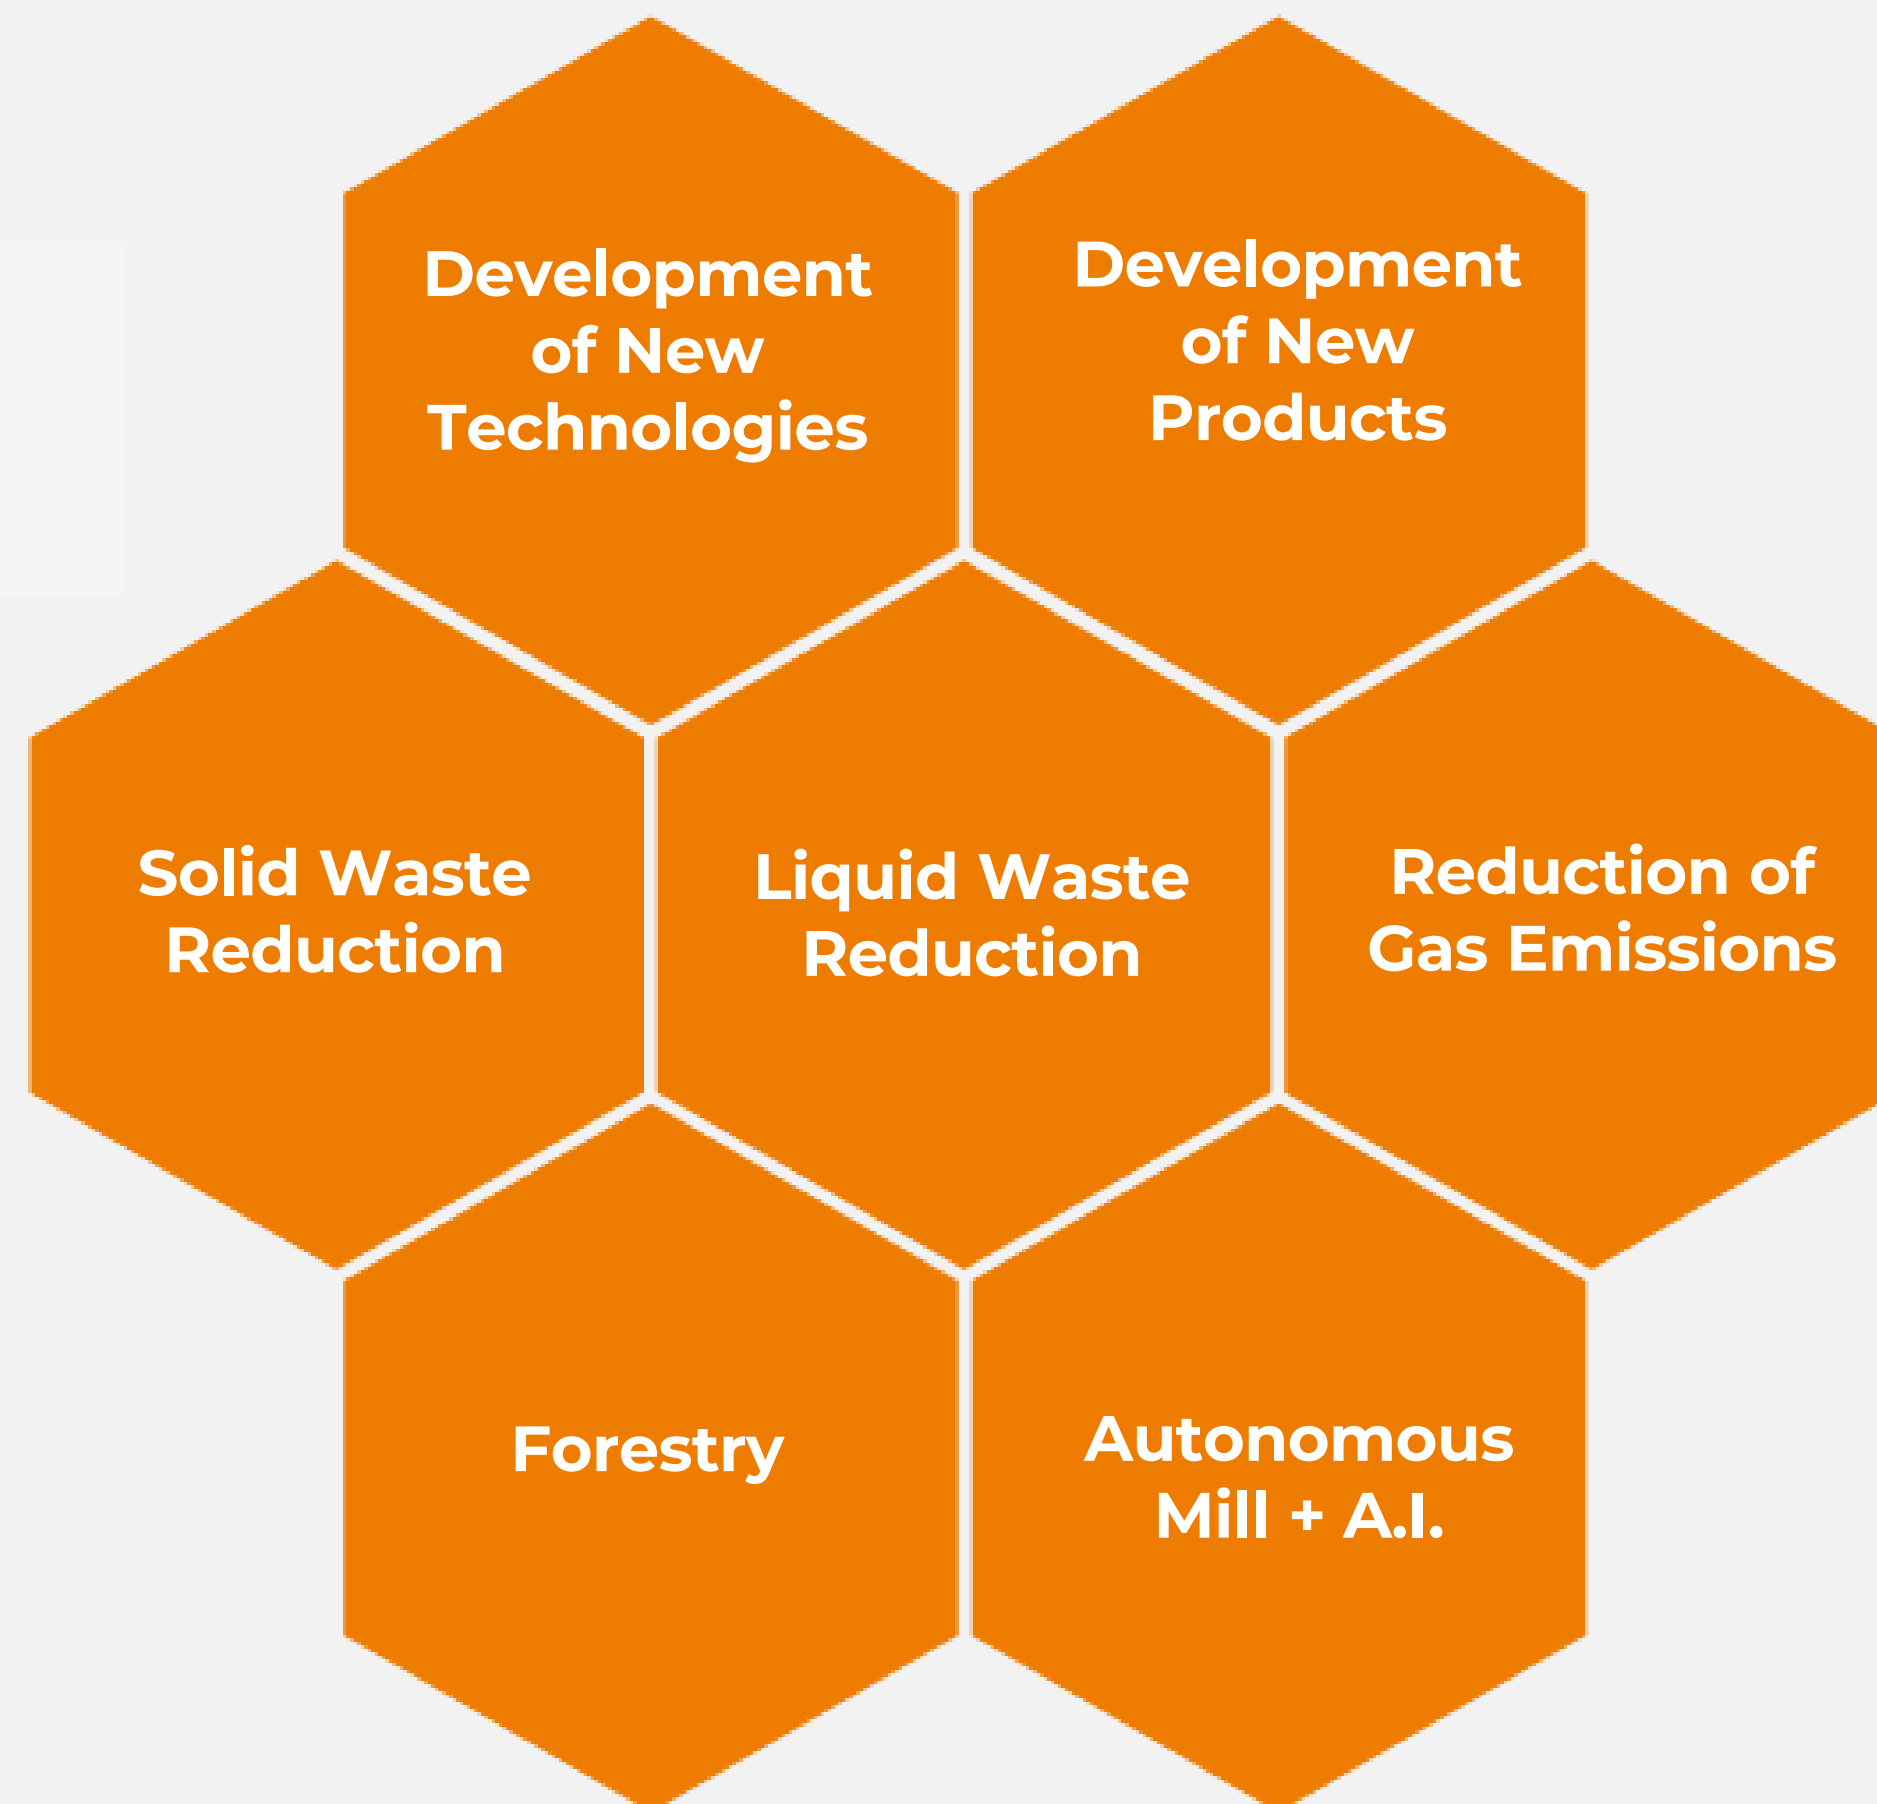 Development
of New
Technologies
Development
of New
Products
Solid Waste
Reduction
Liquid Waste
Reduction
Reduction of
Gas Emissions
Forestry
Autonomous
Mill + A.I.